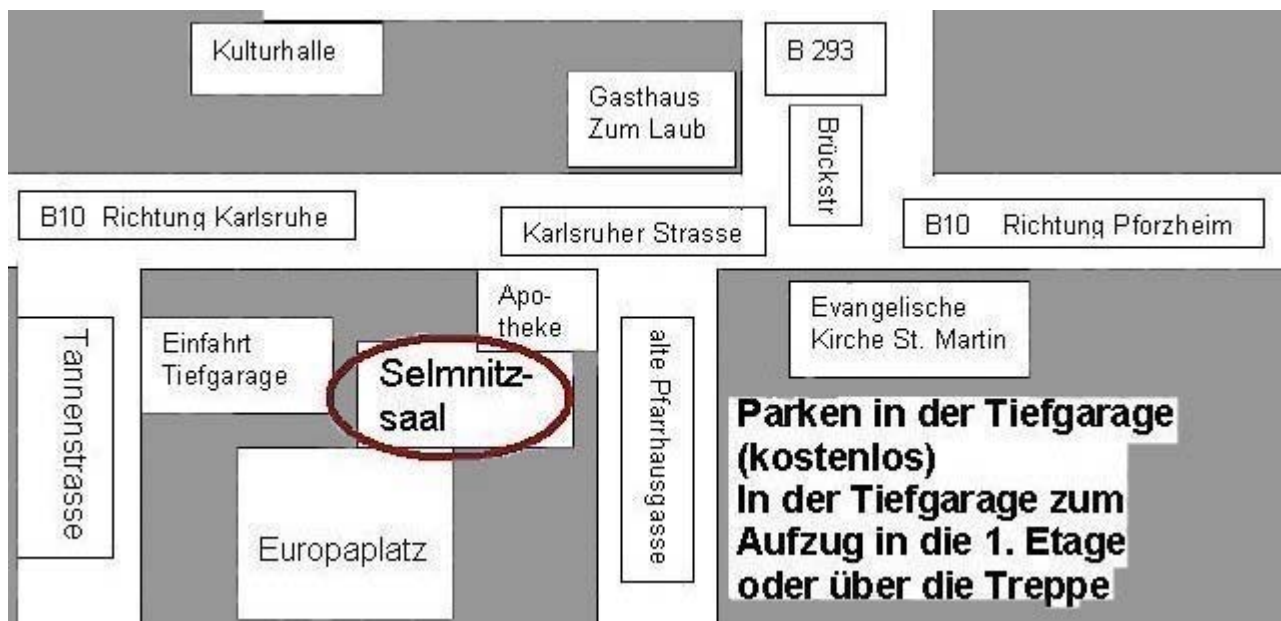 Kulturhalle
B 293
Gasthaus
Zum Laub
Brückstr
B10 Richtung Karlsruhe
Karlsruher Strasse
B10 Richtung Pforzheim
Apo-
theke
Evangelische
Kirche St. Martin
Tannenstrasse
Einfahrt
Tiefgarage
Selmnitz-
saal
alte Pfarrhausgasse
Europaplatz
Parken in der Tiefgarage
(kostenlos)
In der Tiefgarage zum
Aufzug in die 1. Etage
oder über die Treppe